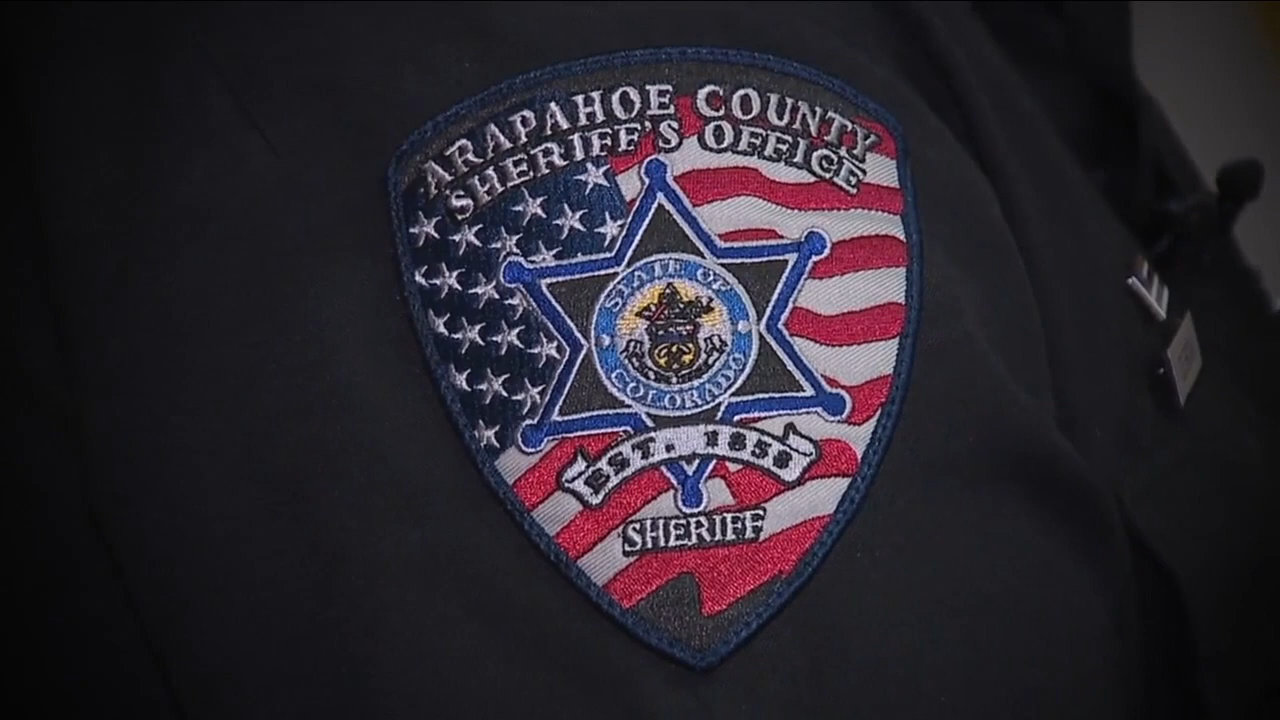 ARAPAHOE COUNTY
SHERIFF'S OFFICE
STATE OF
COLORADO
EST. 1858
SHERIFF